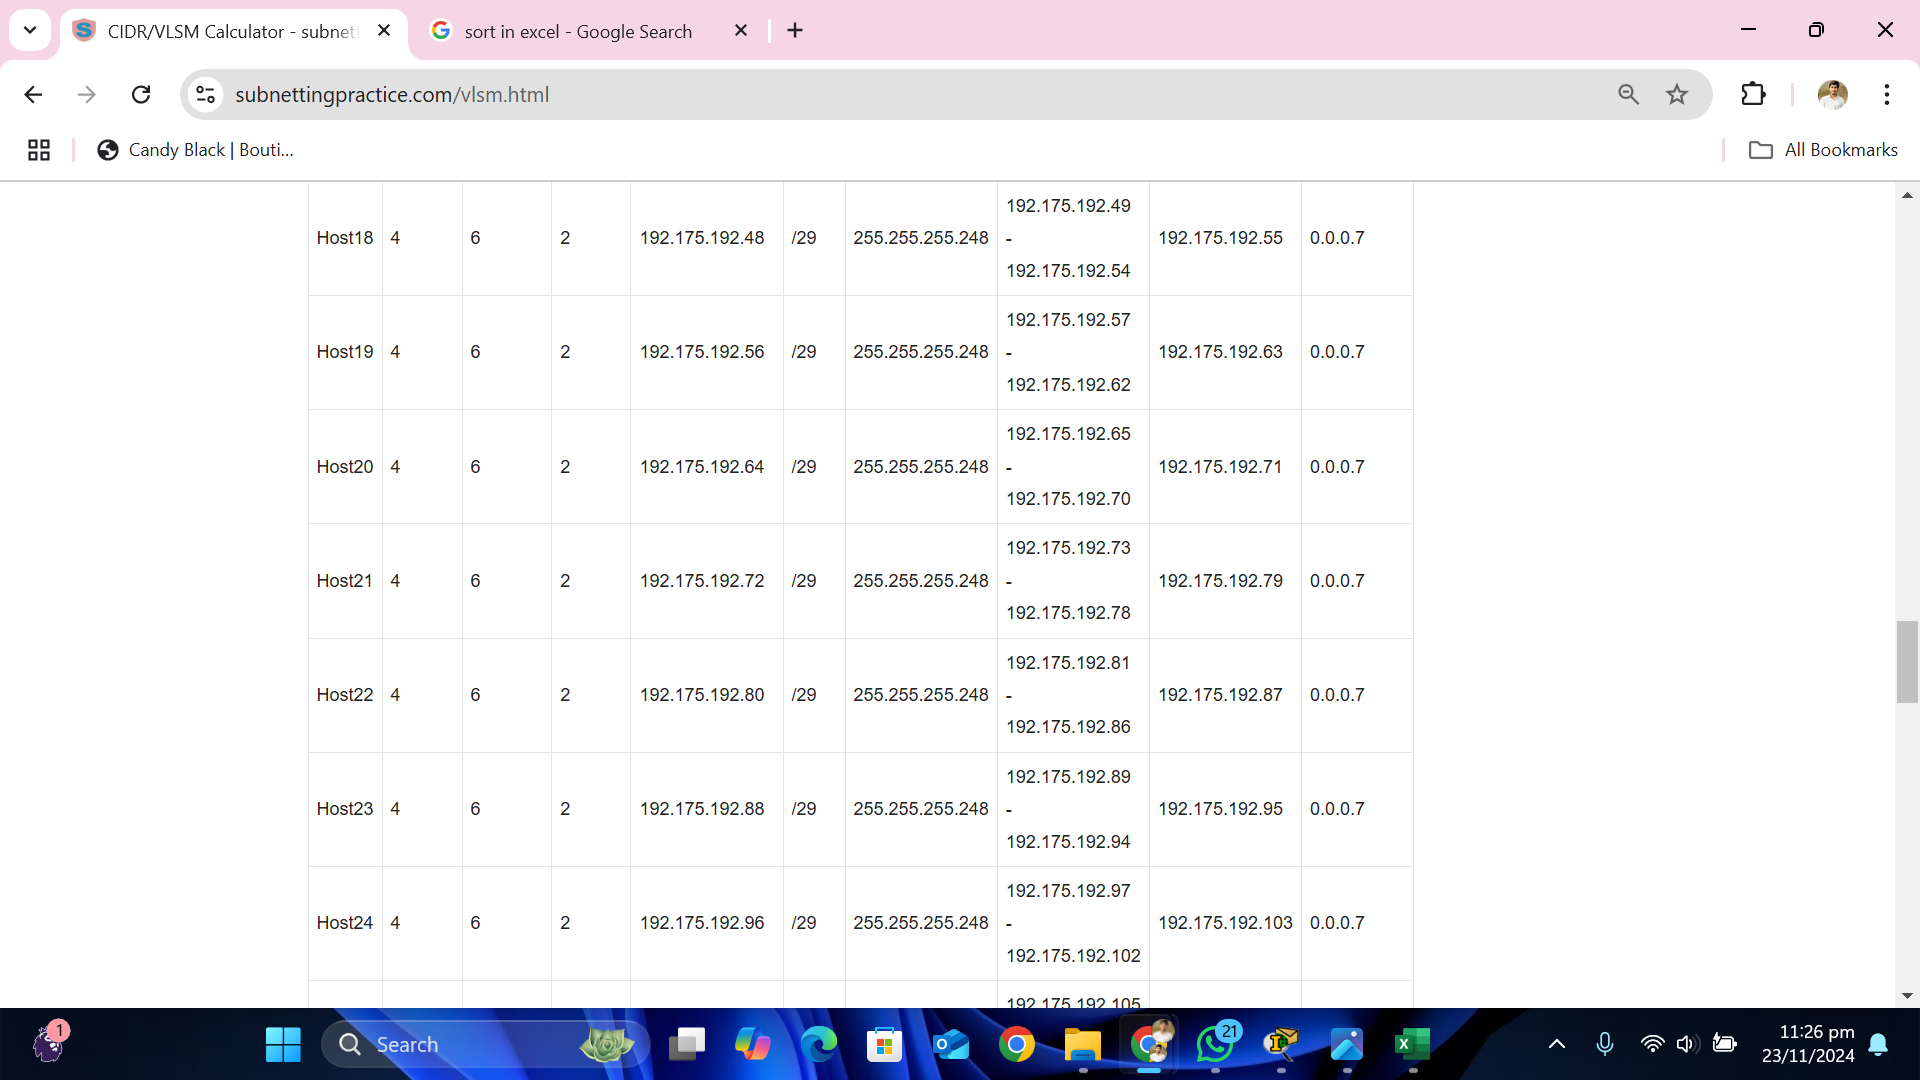 CIDR/VLSM Calculator - subnet
sort in excel - Google Search
subnettingpractice.com/vlsm.html
Candy Black | Bouti...
All Bookmarks
192.175.192.49
Host18 4 6 2 192.175.192.48 /29 255.255.255.248 - 192.175.192.55 0.0.0.7
192.175.192.54
192.175.192.57
Host19 4 6 2 192.175.192.56 /29 255.255.255.248 - 192.175.192.63 0.0.0.7
192.175.192.62
192.175.192.65
Host20 4 6 2 192.175.192.64 /29 255.255.255.248 - 192.175.192.71 0.0.0.7
192.175.192.70
192.175.192.73
Host21 4 6 2 192.175.192.72 /29 255.255.255.248 - 192.175.192.79 0.0.0.7
192.175.192.78
192.175.192.81
Host22 4 6 2 192.175.192.80 /29 255.255.255.248 - 192.175.192.87 0.0.0.7
192.175.192.86
192.175.192.89
Host23 4 6 2 192.175.192.88 /29 255.255.255.248 - 192.175.192.95 0.0.0.7
192.175.192.94
192.175.192.97
Host24 4 6 2 192.175.192.96 /29 255.255.255.248 - 192.175.192.103 0.0.0.7
192.175.192.102
192.175.192.105
1
Search
21
11:26 pm
23/11/2024